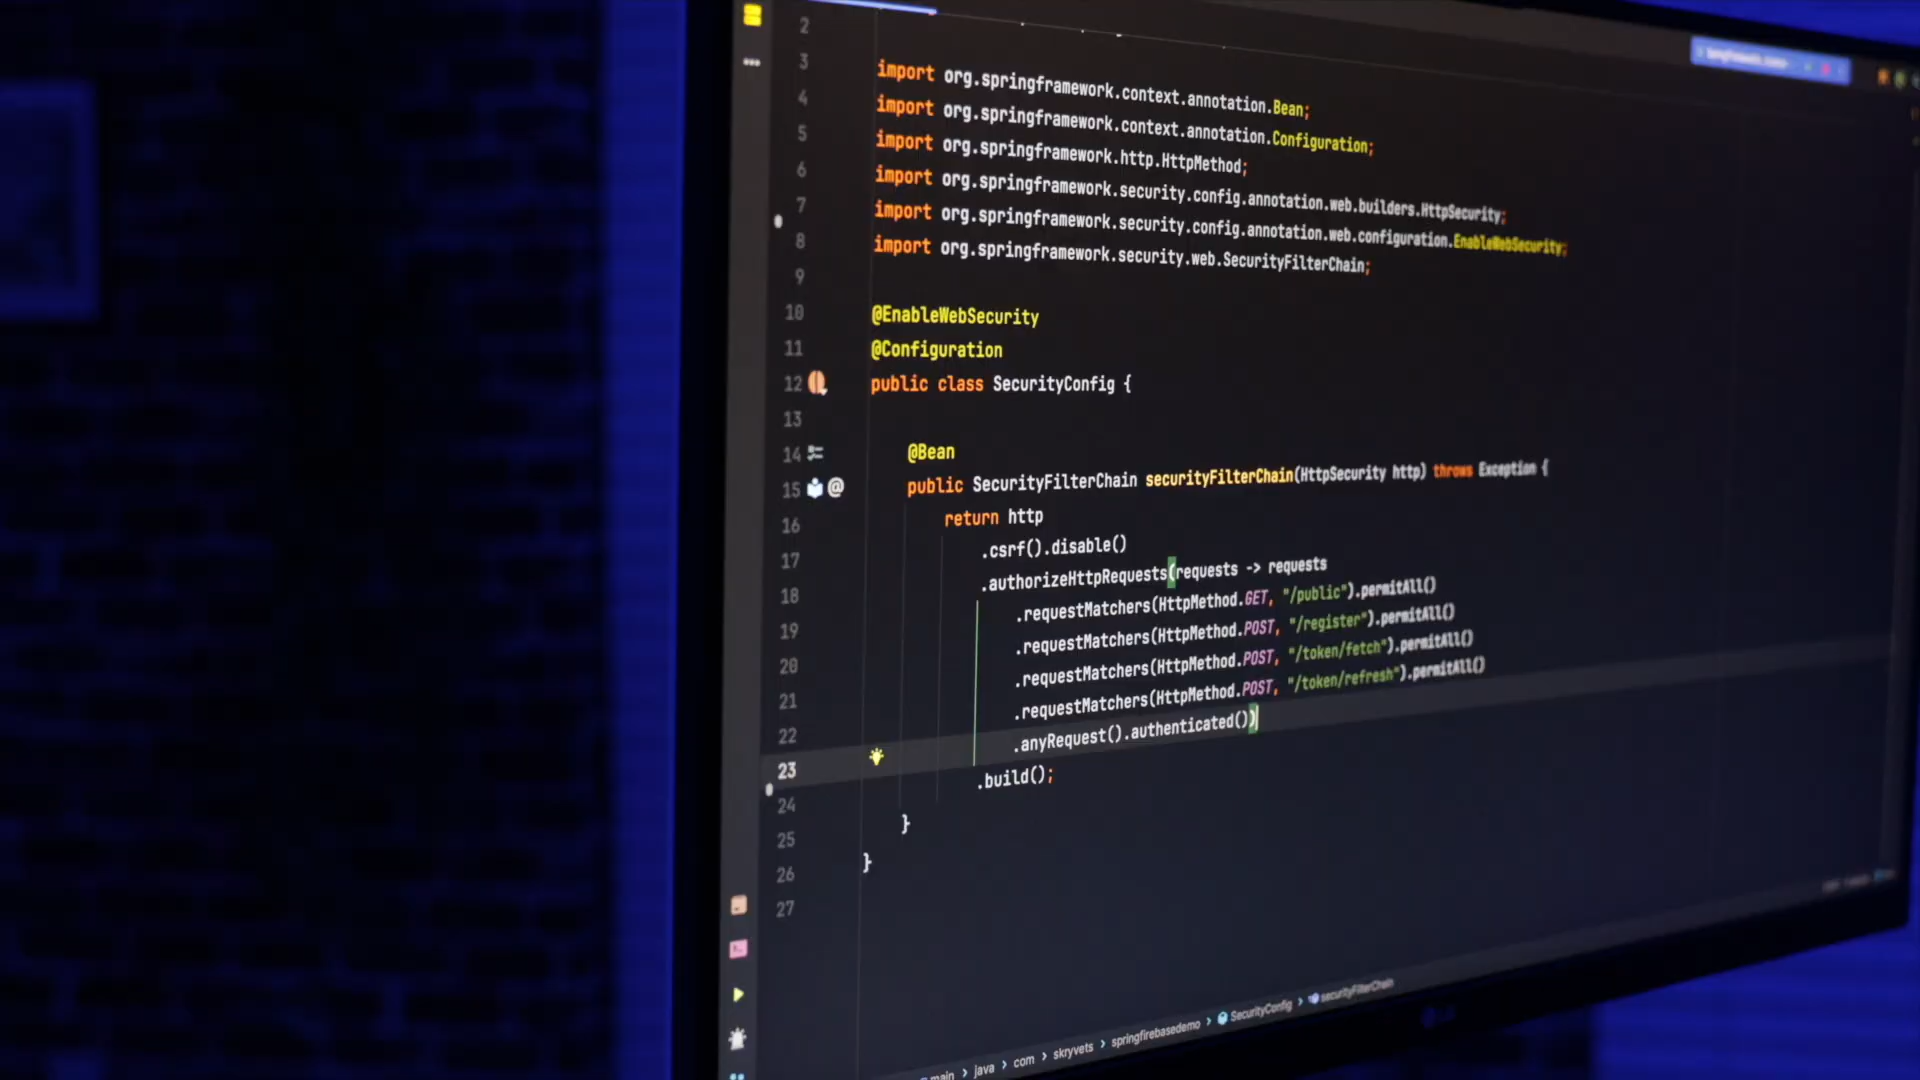 2
3 import org.springframework.context.annotation.Bean;
4 import org.springframework.context.annotation.Configuration;
5 import org.springframework.http.HttpMethod;
6 import org.springframework.security.config.annotation.web.builders.HttpSecurity;
7 import org.springframework.security.config.annotation.web.configuration.EnableWebSecurity;
8 import org.springframework.security.web.SecurityFilterChain;
9
10 @EnableWebSecurity
11 @Configuration
12 public class SecurityConfig {
13
14 @Bean
15 public SecurityFilterChain securityFilterChain(HttpSecurity http) throws Exception {
16 return http
17 .csrf().disable()
18 .authorizeHttpRequests(requests -> requests
19 .requestMatchers(HttpMethod.GET, "/public").permitAll()
20 .requestMatchers(HttpMethod.POST, "/register").permitAll()
21 .requestMatchers(HttpMethod.POST, "/token/fetch").permitAll()
22 .requestMatchers(HttpMethod.POST, "/token/refresh").permitAll()
23 .anyRequest().authenticated())
24 .build();
25 }
26 }
27
main > java > com > skryvets > springfirebasedemo > SecurityConfig > securityFilterChain